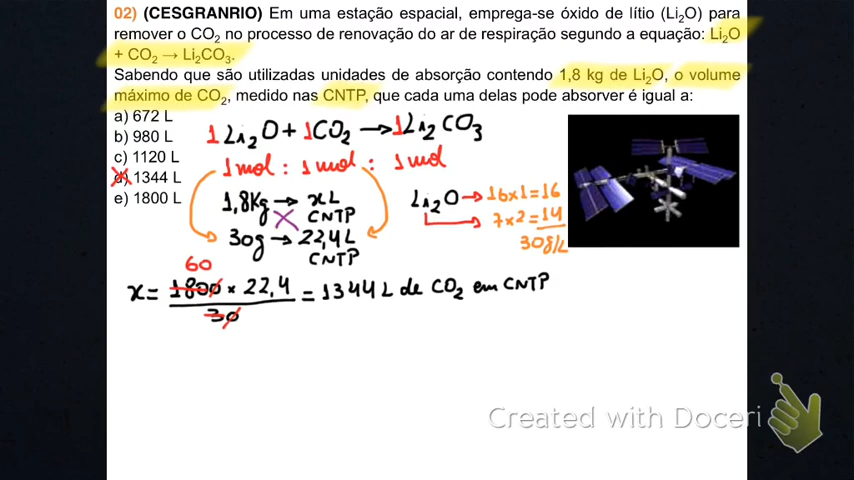 02) (CESGRANRIO) Em uma estação espacial, emprega-se óxido de lítio (Li2O) para
remover o CO2 no processo de renovação do ar de respiração segundo a equação: Li2O
+ CO2 → Li2CO3.
Sabendo que são utilizadas unidades de absorção contendo 1,8 kg de Li2O, o volume
máximo de CO2, medido nas CNTP, que cada uma delas pode absorver é igual a:
a) 672 L
b) 980 L
c) 1120 L
d) 1344 L
e) 1800 L
1Li2O + 1CO2 → 1Li2CO3
1mol : 1mol : 1mol
1,8Kg → xL
CNTP
30g → 22,4L
CNTP
Li2O → 16x1=16
7x2=14
30g/L
60
x = 1800 x 22,4 = 1344L de CO2 em CNTP
30
Created with Doceri